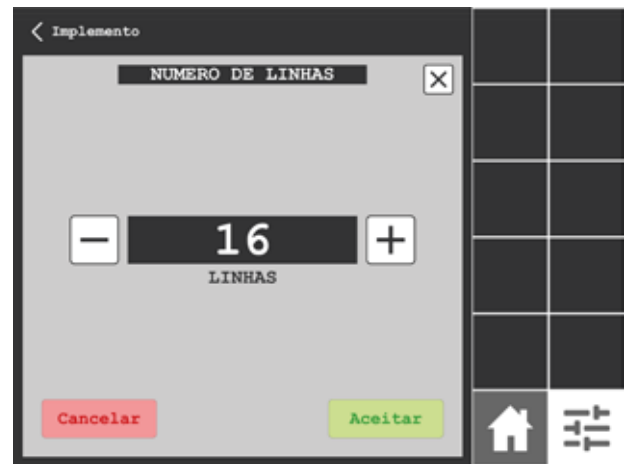 Implemento
NUMERO DE LINHAS
16
LINHAS
Cancelar
Aceitar